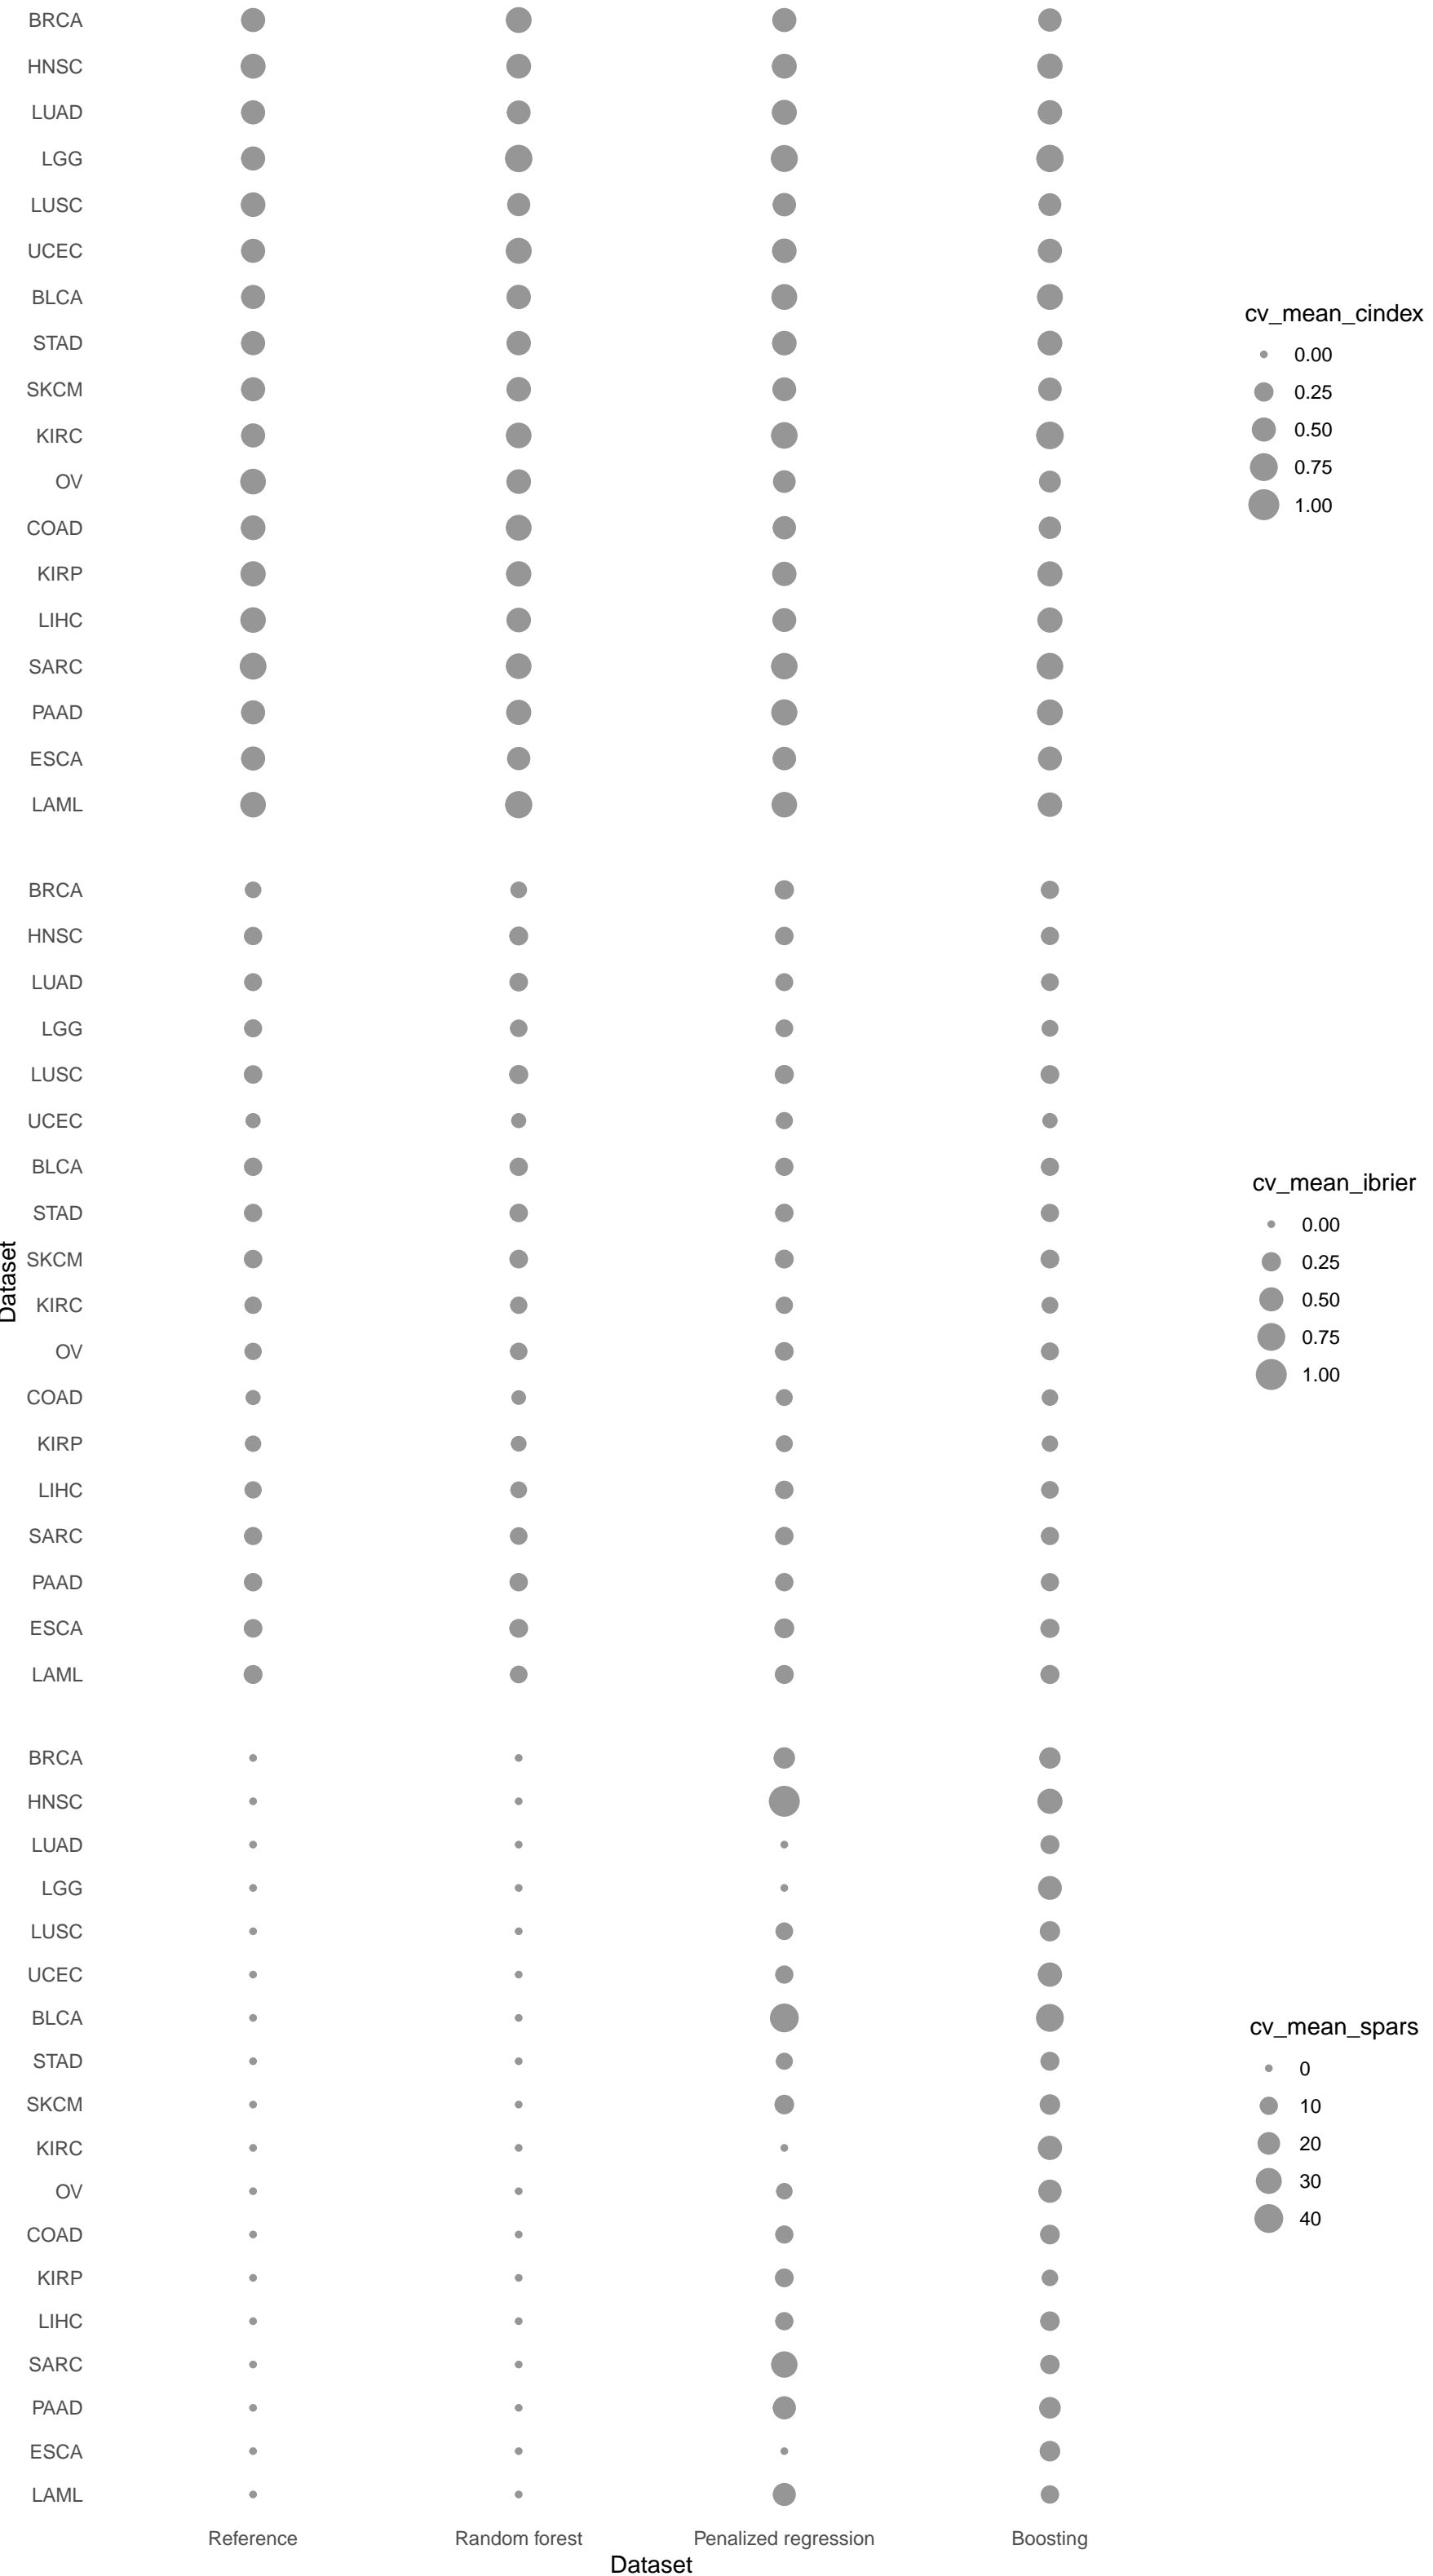 BRCA
HNSC
LUAD
LGG
LUSC
UCEC
BLCA
STAD
SKCM
KIRC
OV
COAD
KIRP
LIHC
SARC
PAAD
ESCA
LAML
cv_mean_cindex
0.00
0.25
0.50
0.75
1.00
Dataset
BRCA
HNSC
LUAD
LGG
LUSC
UCEC
BLCA
STAD
SKCM
KIRC
OV
COAD
KIRP
LIHC
SARC
PAAD
ESCA
LAML
cv_mean_ibrier
0.00
0.25
0.50
0.75
1.00
BRCA
HNSC
LUAD
LGG
LUSC
UCEC
BLCA
STAD
SKCM
KIRC
OV
COAD
KIRP
LIHC
SARC
PAAD
ESCA
LAML
cv_mean_spars
0
10
20
30
40
Reference Random forest Penalized regression Boosting
Dataset